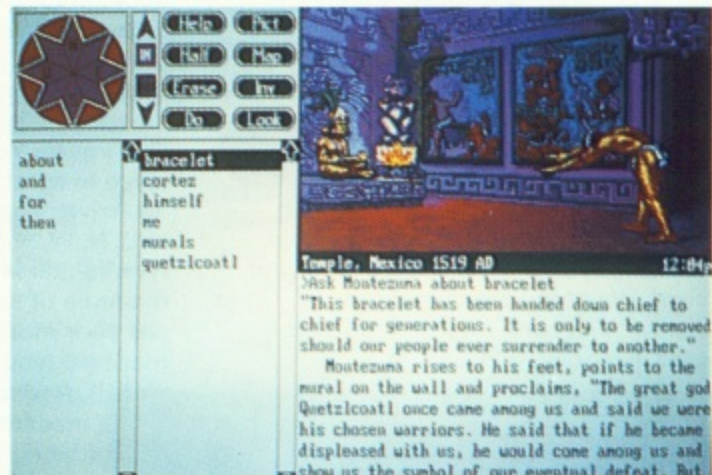 Help Pict
Half Map
Erase Inv
Do Look
about
and
for
then
bracelet
cortez
himself
me
murals
quetzlcoatl
Temple, Mexico 1519 AD 12:04p
>Ask Montezuma about bracelet
"This bracelet has been handed down chief to
chief for generations. It is only to be removed
should our people ever surrender to another."
Montezuma rises to his feet, points to the
mural on the wall and proclaims, "The great god
Quetzlcoatl once came among us and said we were
his chosen warriors. He said that if he became
displeased with us, he would come among us and
show us the symbol of our eventual defeat, but